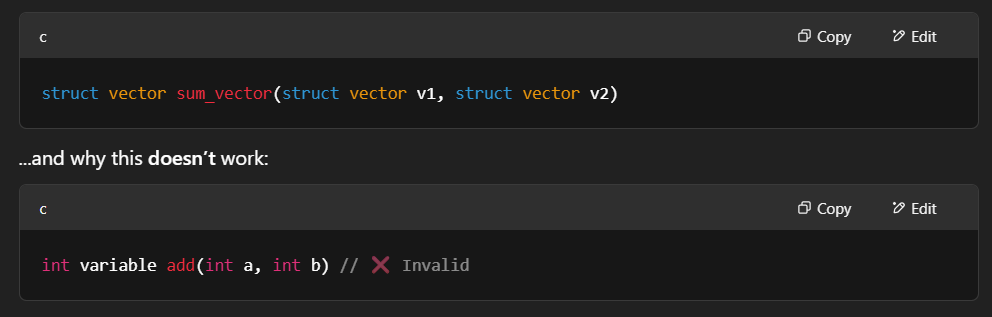 c
Copy
Edit
struct vector sum_vector(struct vector v1, struct vector v2)
...and why this doesn’t work:
c
Copy
Edit
int variable add(int a, int b) // ❌ Invalid